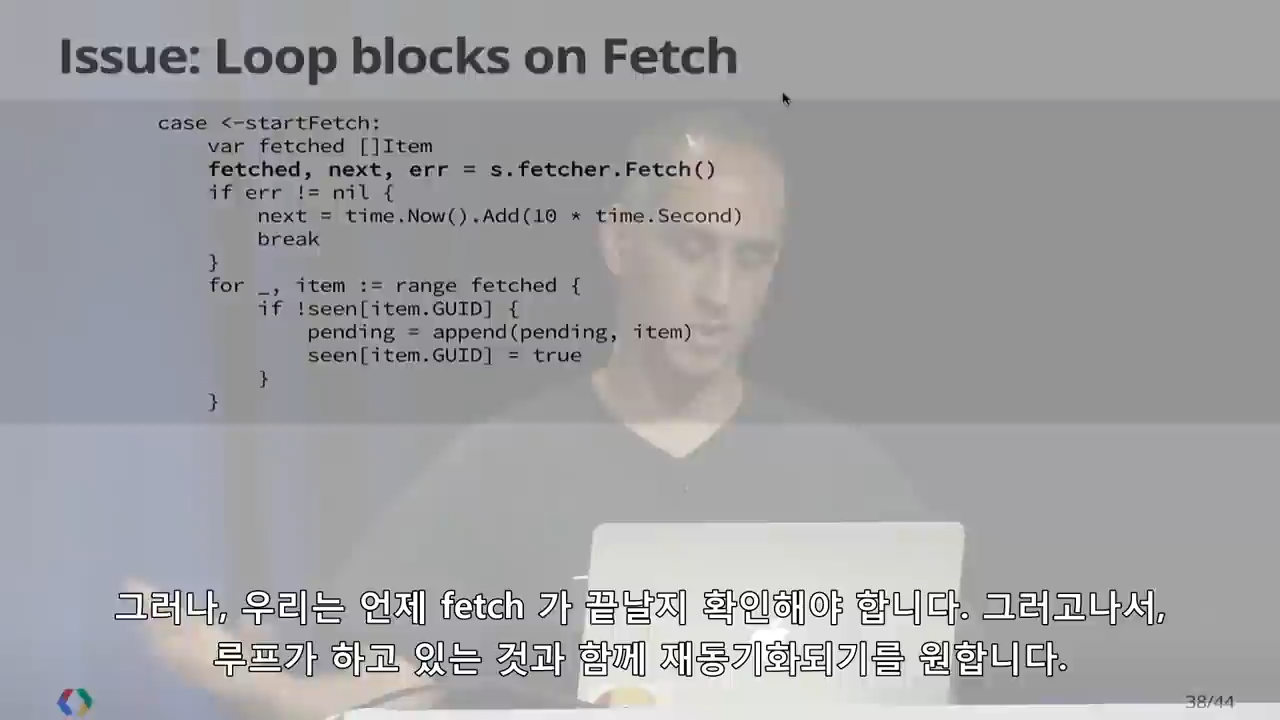 Issue: Loop blocks on Fetch
case <-startFetch:
var fetched []Item
fetched, next, err = s.fetcher.Fetch()
if err != nil {
next = time.Now().Add(10 * time.Second)
break
}
for _, item := range fetched {
if !seen[item.GUID] {
pending = append(pending, item)
seen[item.GUID] = true
}
}
그러나, 우리는 언제 fetch 가 끝날지 확인해야 합니다. 그러고나서,
루프가 하고 있는 것과 함께 재동기화되기를 원합니다.
38/44